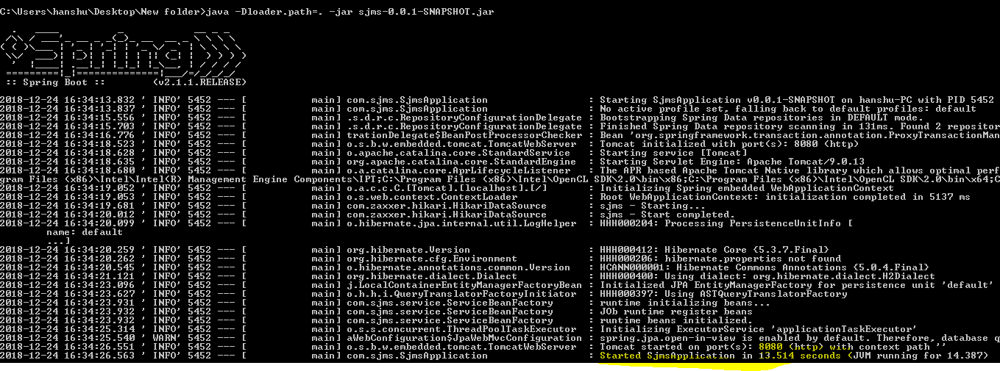 C:\Users\hanshu\Desktop\New folder>java -Dloader.path=. -jar sjms-0.0.1-SNAPSHOT.jar
Spring
:: Spring Boot ::        (v2.1.1.RELEASE)
2018-12-24 16:34:13.832 ' INFO' 5452 --- [           main] com.sjms.SjmsApplication                 : Starting SjmsApplication v0.0.1-SNAPSHOT on hanshu-PC with PID 5452
2018-12-24 16:34:13.837 ' INFO' 5452 --- [           main] com.sjms.SjmsApplication                 : No active profile set, falling back to default profiles: default
2018-12-24 16:34:15.556 ' INFO' 5452 --- [           main] .s.d.r.c.RepositoryConfigurationDelegate : Bootstrapping Spring Data repositories in DEFAULT mode.
2018-12-24 16:34:15.703 ' INFO' 5452 --- [           main] .s.d.r.c.RepositoryConfigurationDelegate : Finished Spring Data repository scanning in 131ms. Found 2 repositor
2018-12-24 16:34:16.776 ' INFO' 5452 --- [           main] trationDelegate$BeanPostProcessorChecker : Bean 'org.springframework.transaction.annotation.ProxyTransactionMan
2018-12-24 16:34:18.523 ' INFO' 5452 --- [           main] o.s.b.w.embedded.tomcat.TomcatWebServer  : Tomcat initialized with port(s): 8080 (http)
2018-12-24 16:34:18.628 ' INFO' 5452 --- [           main] o.apache.catalina.core.StandardService   : Starting service [Tomcat]
2018-12-24 16:34:18.635 ' INFO' 5452 --- [           main] org.apache.catalina.core.StandardEngine  : Starting Servlet Engine: Apache Tomcat/9.0.13
2018-12-24 16:34:18.680 ' INFO' 5452 --- [           main] o.a.catalina.core.AprLifecycleListener   : The APR based Apache Tomcat Native library which allows optimal perf
gram Files (x86)\Intel\Intel(R) Management Engine Components\IPT;C:\Program Files (x86)\Intel\OpenCL SDK\2.0\bin\x86;C:\Program Files (x86)\Intel\OpenCL SDK\2.0\bin\x64;C
2018-12-24 16:34:19.052 ' INFO' 5452 --- [           main] o.a.c.c.C.[Tomcat].[localhost].[/]       : Initializing Spring embedded WebApplicationContext
2018-12-24 16:34:19.053 ' INFO' 5452 --- [           main] o.s.web.context.ContextLoader            : Root WebApplicationContext: initialization completed in 5137 ms
2018-12-24 16:34:19.681 ' INFO' 5452 --- [           main] com.zaxxer.hikari.HikariDataSource       : sjms - Starting...
2018-12-24 16:34:20.012 ' INFO' 5452 --- [           main] com.zaxxer.hikari.HikariDataSource       : sjms - Start completed.
2018-12-24 16:34:20.099 ' INFO' 5452 --- [           main] o.hibernate.jpa.internal.util.LogHelper  : HHH000204: Processing PersistenceUnitInfo [
name: default
...]
2018-12-24 16:34:20.259 ' INFO' 5452 --- [           main] org.hibernate.Version                    : HHH000412: Hibernate Core {5.3.7.Final}
2018-12-24 16:34:20.262 ' INFO' 5452 --- [           main] org.hibernate.cfg.Environment            : HHH000206: hibernate.properties not found
2018-12-24 16:34:20.545 ' INFO' 5452 --- [           main] o.hibernate.annotations.common.Version   : HCANN000001: Hibernate Commons Annotations {5.0.4.Final}
2018-12-24 16:34:21.121 ' INFO' 5452 --- [           main] org.hibernate.dialect.Dialect            : HHH000400: Using dialect: org.hibernate.dialect.H2Dialect
2018-12-24 16:34:23.096 ' INFO' 5452 --- [           main] j.LocalContainerEntityManagerFactoryBean : Initialized JPA EntityManagerFactory for persistence unit 'default'
2018-12-24 16:34:23.627 ' INFO' 5452 --- [           main] o.h.h.i.QueryTranslatorFactoryInitiator  : HHH000397: Using ASTQueryTranslatorFactory
2018-12-24 16:34:23.931 ' INFO' 5452 --- [           main] com.sjms.service.ServiceBeanFactory      : runtime initializing beans...
2018-12-24 16:34:23.932 ' INFO' 5452 --- [           main] com.sjms.service.ServiceBeanFactory      : JOb runtime register beans
2018-12-24 16:34:23.932 ' INFO' 5452 --- [           main] com.sjms.service.ServiceBeanFactory      : runtime beans initialized.
2018-12-24 16:34:25.314 ' INFO' 5452 --- [           main] o.s.s.concurrent.ThreadPoolTaskExecutor  : Initializing ExecutorService 'applicationTaskExecutor'
2018-12-24 16:34:25.540 ' WARN' 5452 --- [           main] aWebConfiguration$JpaWebMvcConfiguration : spring.jpa.open-in-view is enabled by default. Therefore, database q
2018-12-24 16:34:26.551 ' INFO' 5452 --- [           main] o.s.b.w.embedded.tomcat.TomcatWebServer  : Tomcat started on port(s): 8080 (http) with context path ''
2018-12-24 16:34:26.563 ' INFO' 5452 --- [           main] com.sjms.SjmsApplication                 : Started SjmsApplication in 13.514 seconds (JVM running for 14.387)